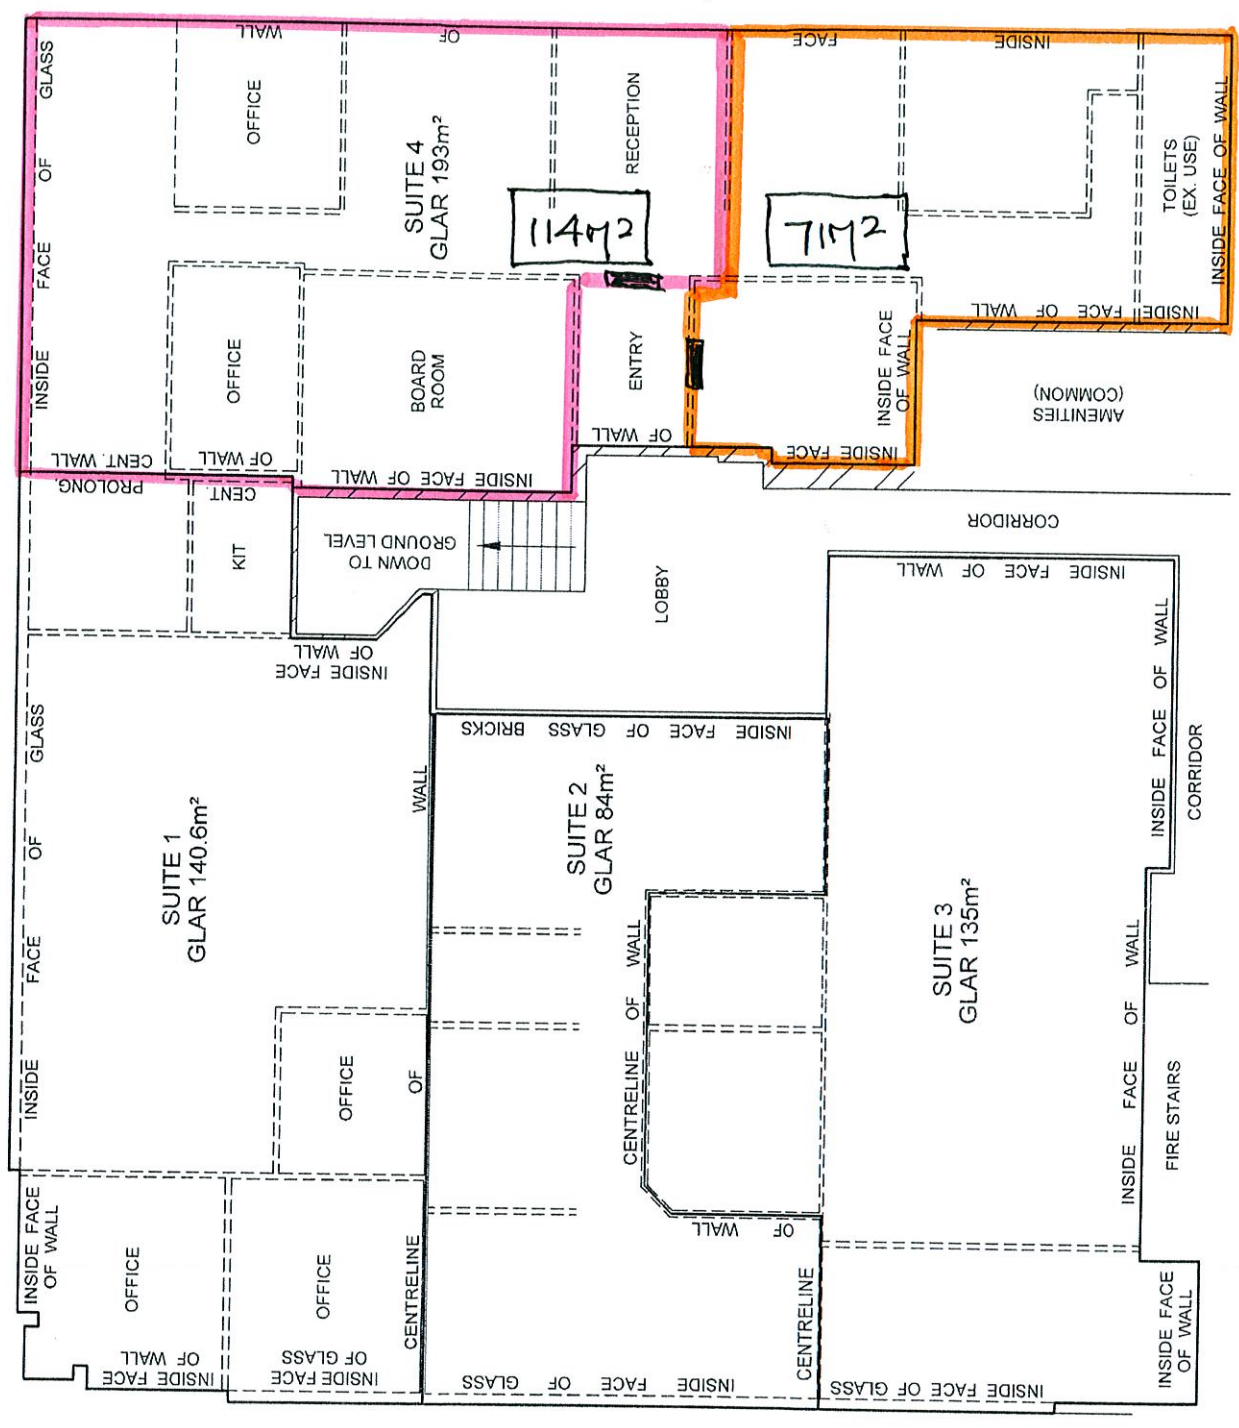 WALL
OF
FACE
INSIDE
INSIDE FACE OF GLASS
OFFICE
SUITE 4
GLAR 193m²
RECEPTION
114M²
71M²
TOILETS
(EX. USE)
INSIDE FACE OF WALL
OFFICE
BOARD
ROOM
ENTRY
INSIDE FACE
OF WALL
INSIDE FACE OF WALL
AMENITIES
(COMMON)
CENT. WALL
OF WALL
INSIDE FACE OF WALL
OF WALL
INSIDE FACE
PROLONG.
CENT.
KIT
DOWN TO
GROUND LEVEL
CORRIDOR
LOBBY
INSIDE FACE OF WALL
INSIDE FACE
OF WALL
INSIDE FACE OF GLASS BRICKS
INSIDE FACE OF GLASS
SUITE 1
GLAR 140.6m²
WALL
SUITE 2
GLAR 84m²
INSIDE FACE OF WALL
CORRIDOR
SUITE 3
GLAR 135m²
CENTRELINE OF WALL
OFFICE
OF
INSIDE FACE OF WALL
FIRE STAIRS
INSIDE FACE
OF WALL
OFFICE
OFFICE
CENTRELINE
OF WALL
CENTRELINE
INSIDE FACE
OF WALL
INSIDE FACE
OF WALL
INSIDE FACE
OF GLASS
INSIDE FACE OF GLASS
INSIDE FACE OF GLASS